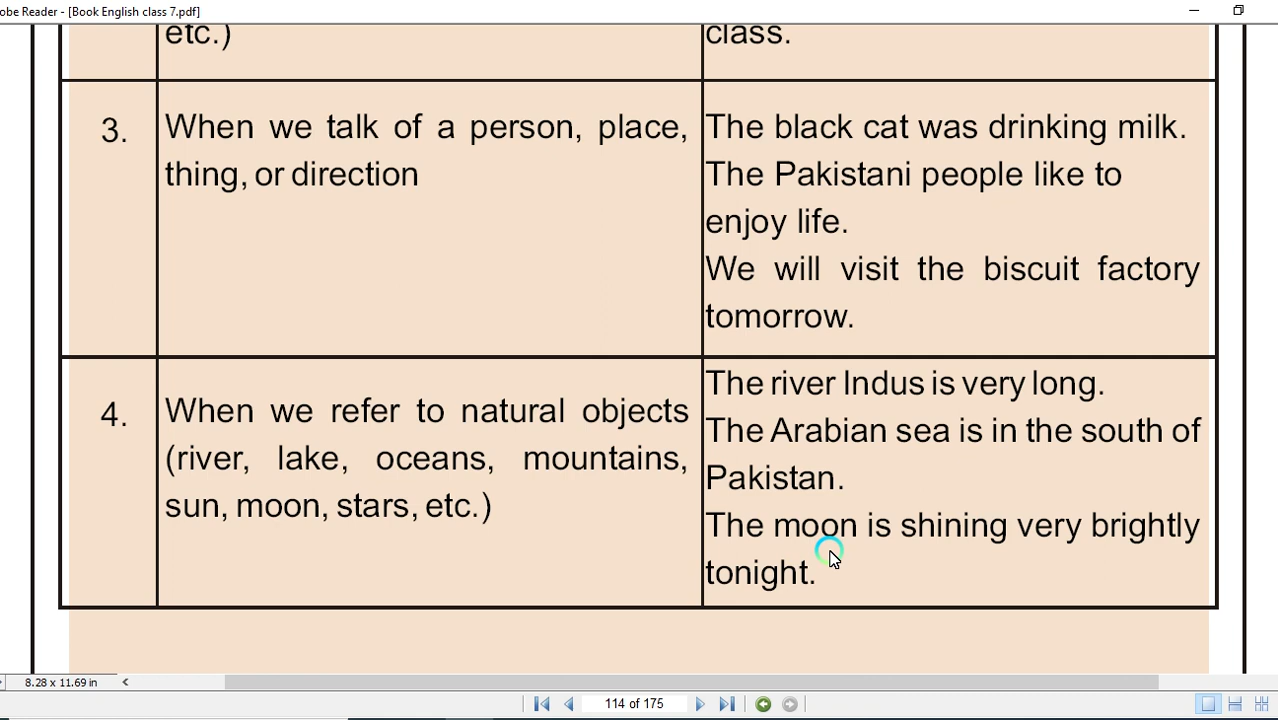 obe Reader - [Book English class 7.pdf]
etc.)
class.
3.
When we talk of a person, place,
thing, or direction
The black cat was drinking milk.
The Pakistani people like to
enjoy life.
We will visit the biscuit factory
tomorrow.
4.
When we refer to natural objects
(river, lake, oceans, mountains,
sun, moon, stars, etc.)
The river Indus is very long.
The Arabian sea is in the south of
Pakistan.
The moon is shining very brightly
tonight.
8.28 x 11.69 in
114 of 175